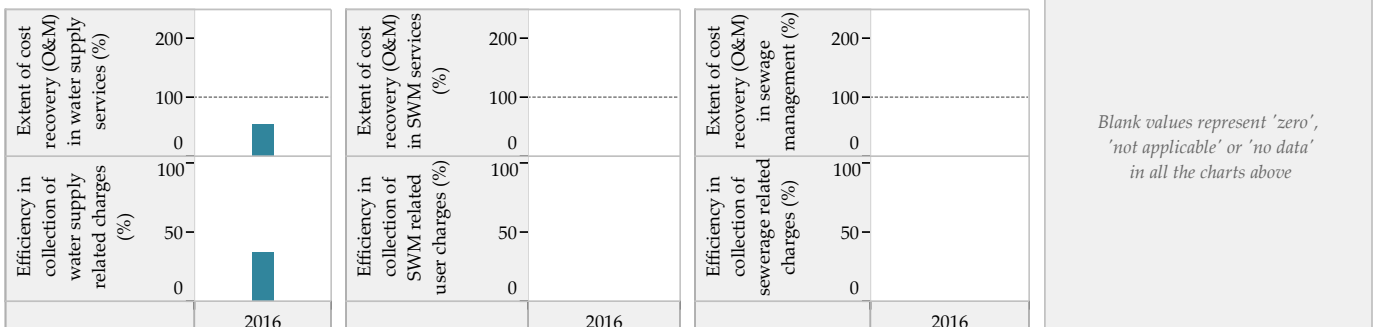 Extent of cost
recovery (O&M)
in water supply
services (%)
200
100
0
Efficiency in
collection of
water supply
related charges
(%)
100
50
0
2016
Extent of cost
recovery (O&M)
in SWM services
(%)
200
100
0
Efficiency in
collection of
SWM related
user charges (%)
100
50
0
2016
Extent of cost
recovery (O&M)
in sewage
management (%)
200
100
0
Efficiency in
collection of
sewerage related
charges (%)
100
50
0
2016
Blank values represent 'zero',
'not applicable' or 'no data'
in all the charts above